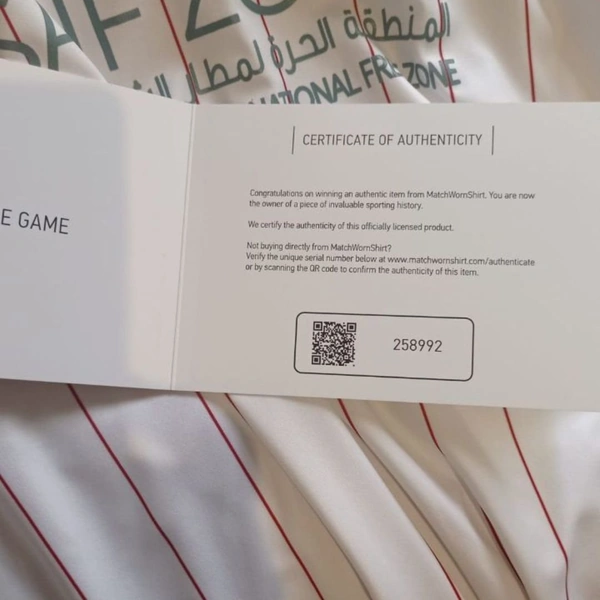 المنطقة الحرة لمطار
NATIONAL FREE ZONE
E GAME
CERTIFICATE OF AUTHENTICITY
Congratulations on winning an authentic item from MatchWornShirt. You are now
the owner of a piece of invaluable sporting history.
We certify the authenticity of this officially licensed product.
Not buying directly from MatchWornShirt?
Verify the unique serial number below at www.matchwornshirt.com/authenticate
or by scanning the QR code to confirm the authenticity of this item.
258992